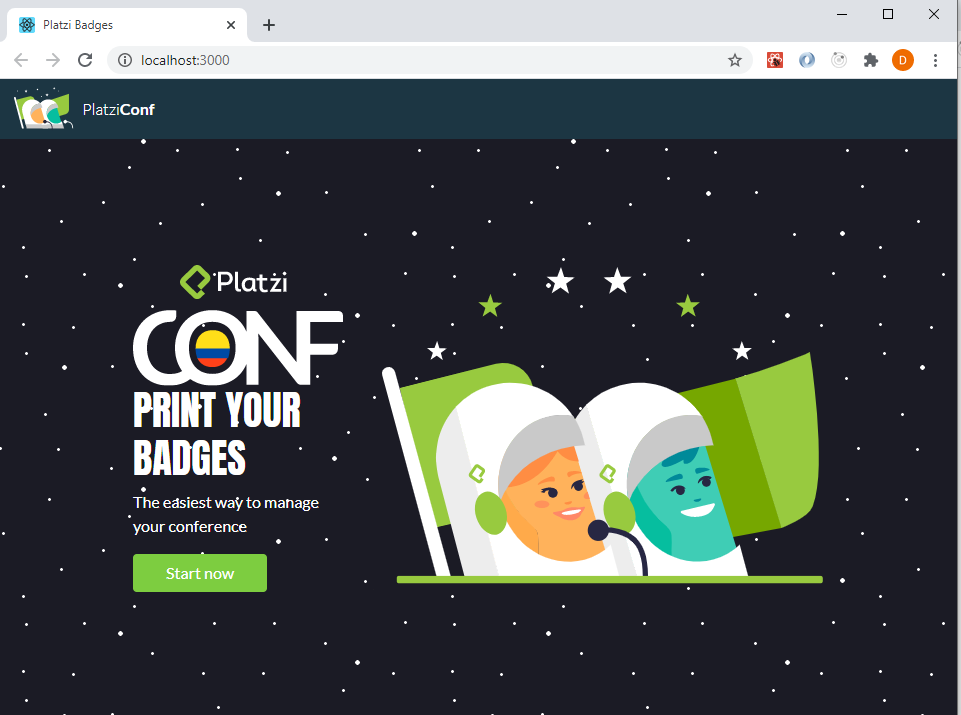 Platzi Badges
localhost:3000
D
PlatziConf
Platzi
CONF
PRINT YOUR
BADGES
The easiest way to manage
your conference
Start now